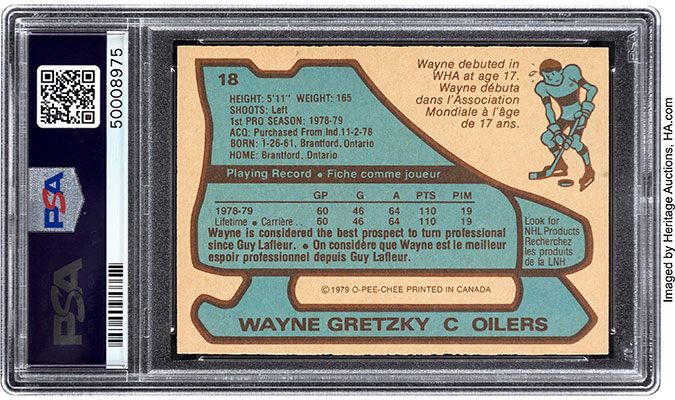 50008975
PSA
PSA
18
HEIGHT: 5'11" WEIGHT: 165
SHOOTS: Left
1st PRO SEASON: 1978-79
ACQ: Purchased From Ind. 11-2-78
BORN: 1-26-61, Brantford, Ontario
HOME: Brantford, Ontario
Wayne debuted in
WHA at age 17.
Wayne débuta
dans l'Association
Mondiale à l'âge
de 17 ans.
Playing Record • Fiche comme joueur
GP G A PTS PIM
1978-79 60 46 64 110 19
Lifetime • Carrière . . 60 46 64 110 19
Wayne is considered the best prospect to turn professional
since Guy Lafleur. • On considère que Wayne est le meilleur
espoir professionnel depuis Guy Lafleur.
Look for
NHL Products
Recherchez
les produits
de la LNH
©1979 O-PEE-CHEE PRINTED IN CANADA
WAYNE GRETZKY C OILERS
Imaged by Heritage Auctions, HA.com